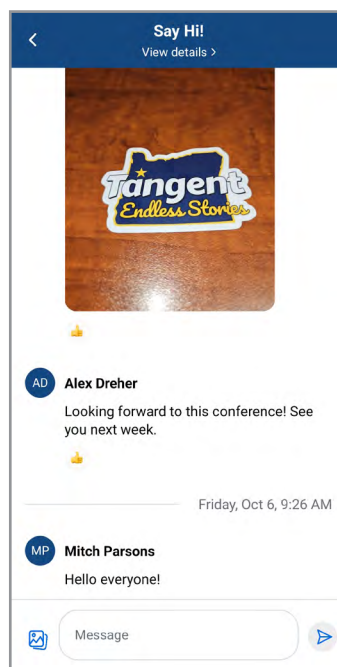 Say Hi!
View details >
Tangent
Endless Stories
AD
Alex Dreher
Looking forward to this conference! See
you next week.
Friday, Oct 6, 9:26 AM
MP
Mitch Parsons
Hello everyone!
Message